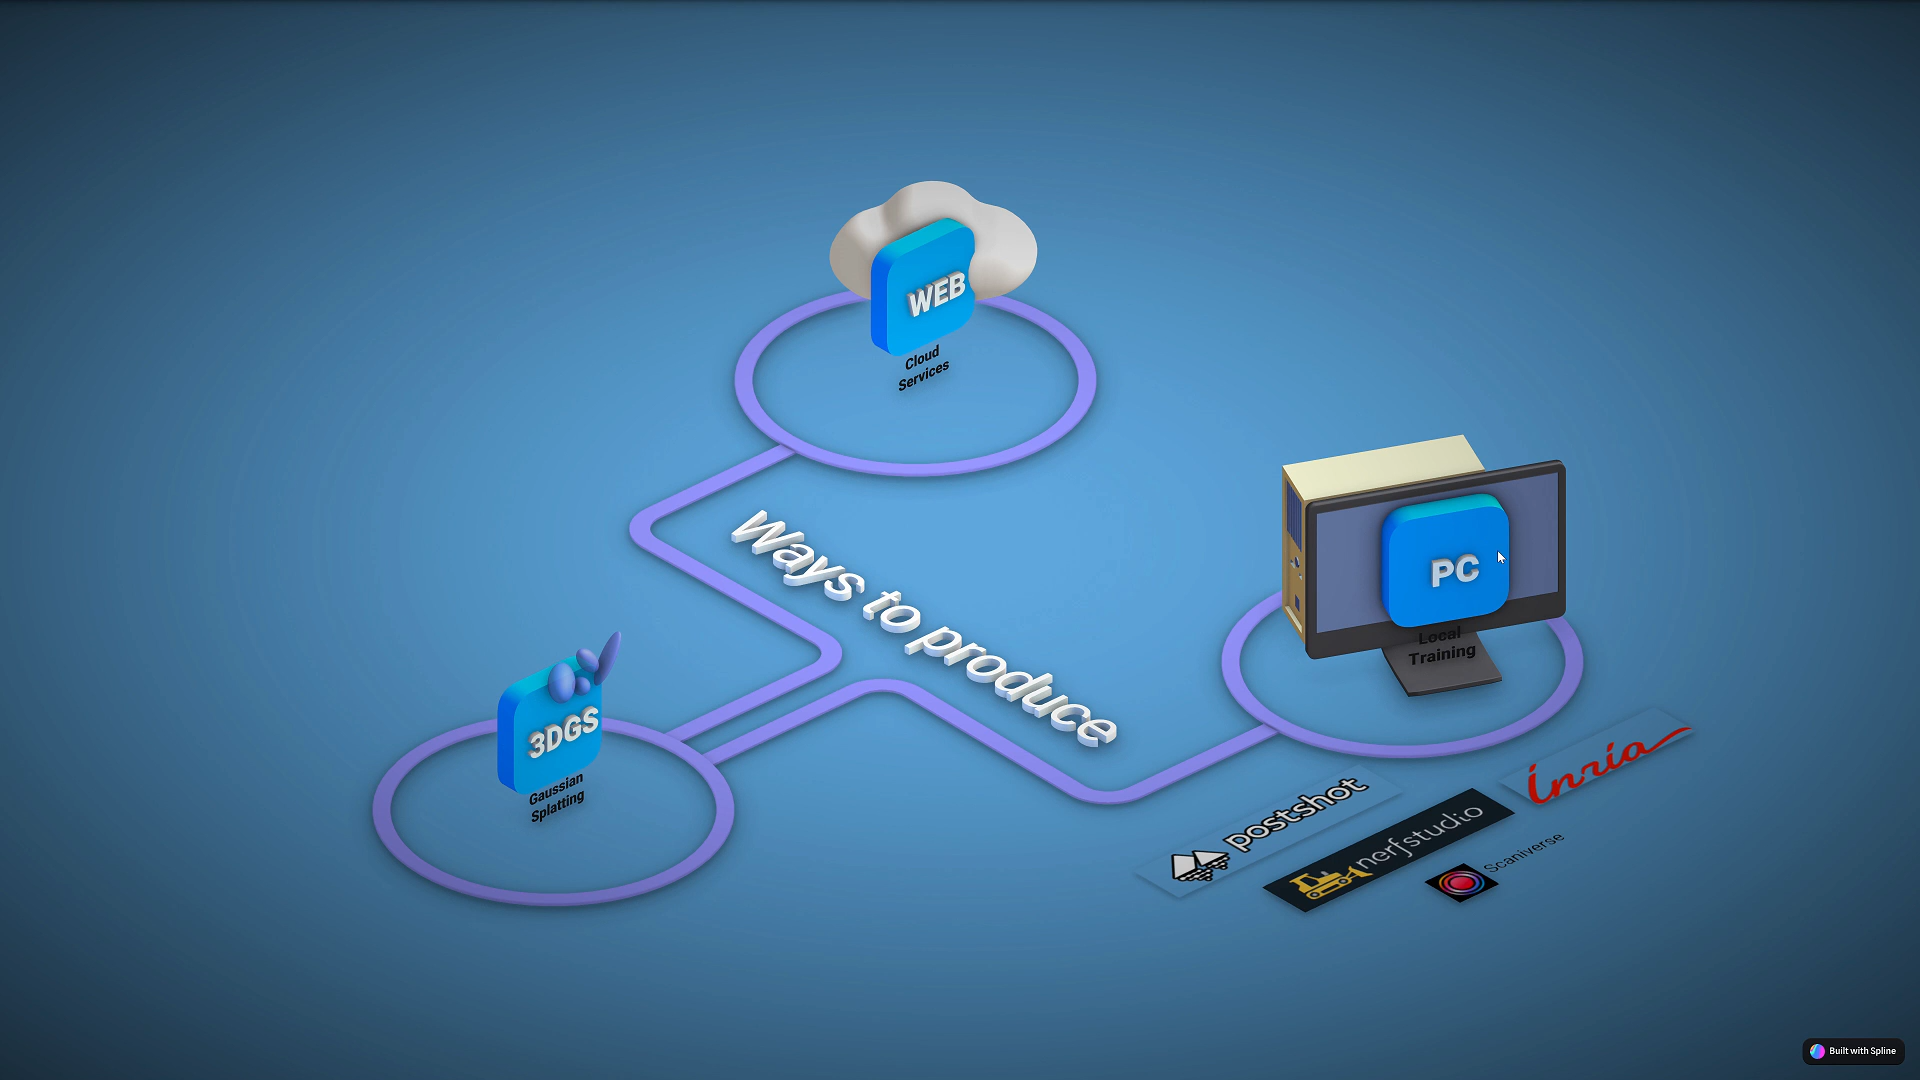 WEB
Cloud
Services
Ways to produce
PC
Local
Training
3DGS
Gaussian
Splatting
postshot
nerfstudio
Inria
Scaniverse
Built with Spline